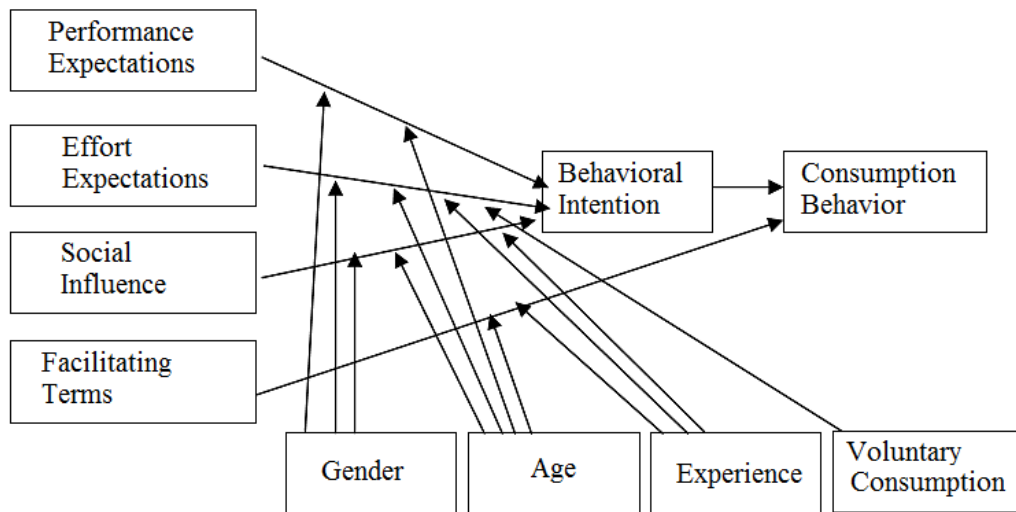 Performance
Expectations
Effort
Expectations
Social
Influence
Facilitating
Terms
Behavioral
Intention
Consumption
Behavior
Gender
Age
Experience
Voluntary
Consumption